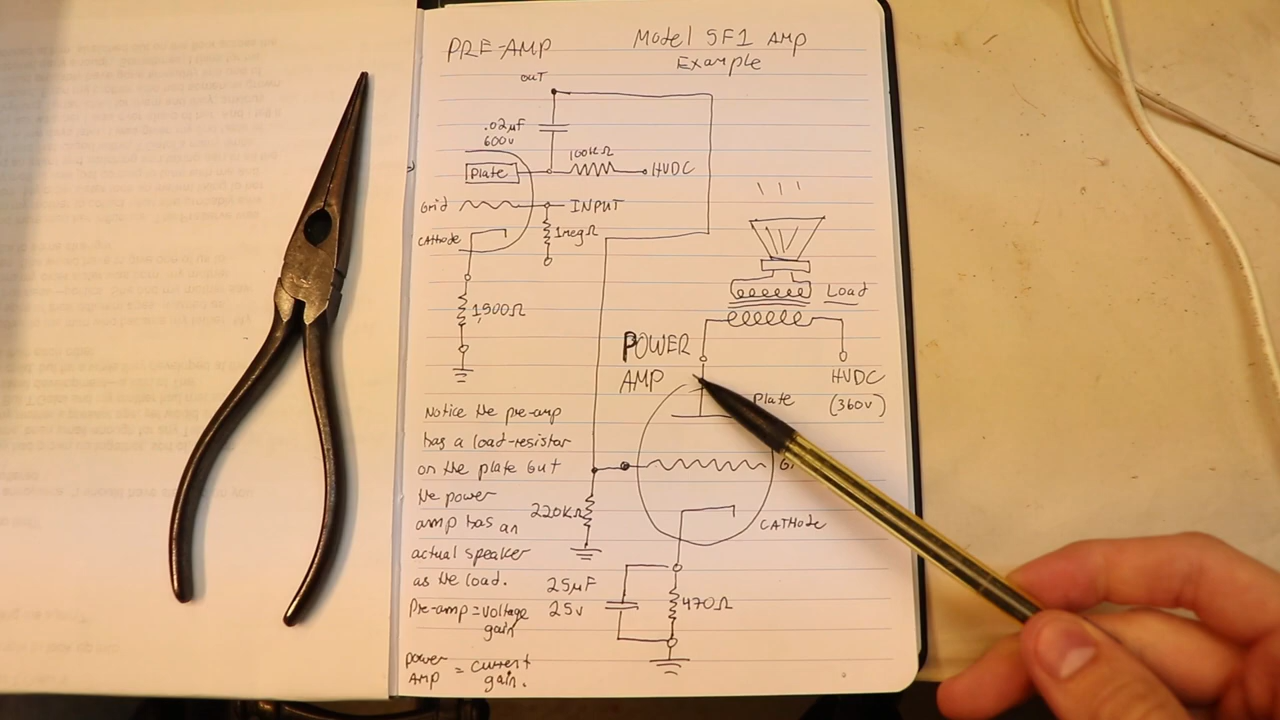 PRE-AMP
Model 5F1 AMP
Example
OUT
.02µF
600v
100KΩ
Plate
HVDC
Grid
INPUT
CAThode
1megΩ
1,500Ω
Load
POWER
AMP
HVDC
(360v)
Plate
CAThode
220KΩ
25µF
25v
470Ω
Notice the pre-amp
has a load-resistor
on the plate but
the power
amp has an
actual speaker
as the load.
Pre-amp = voltage
gain
power
AMP = current
gain.